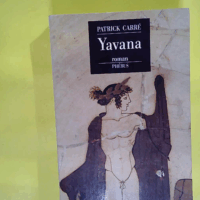 PATRICK CARRÉ
Yavana
roman
PHÉBUS